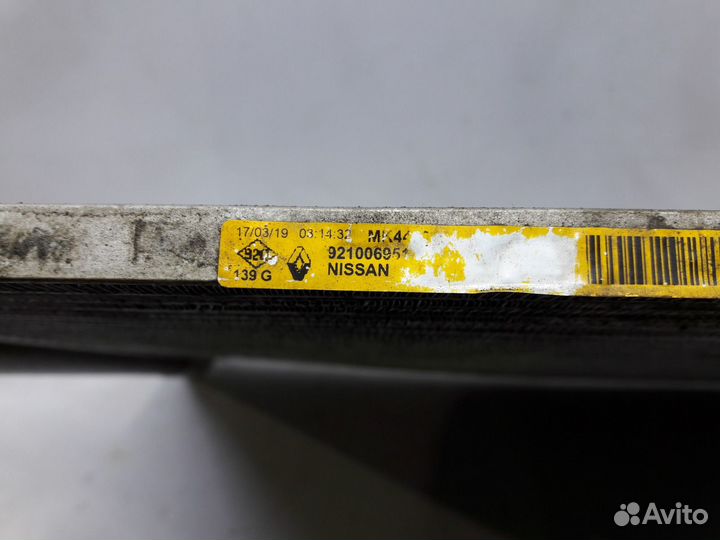 17/03/19 03:14:32 MK44
921006951
139 G NISSAN
Avito